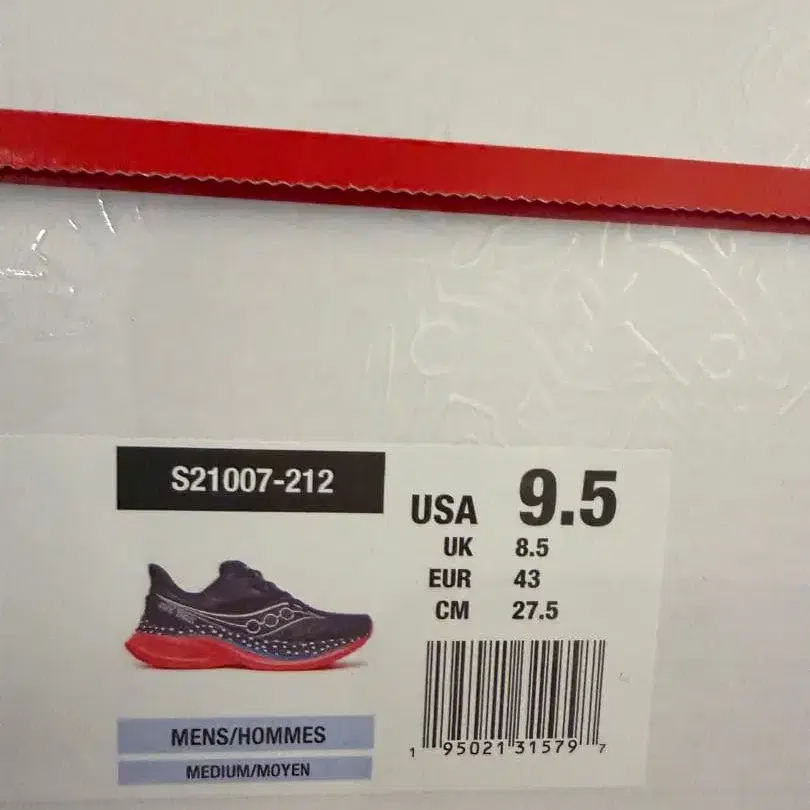 S21007-212
USA 9.5
UK 8.5
EUR 43
CM 27.5
MENS/HOMMES
MEDIUM/MOYEN
1 95021 31579 7